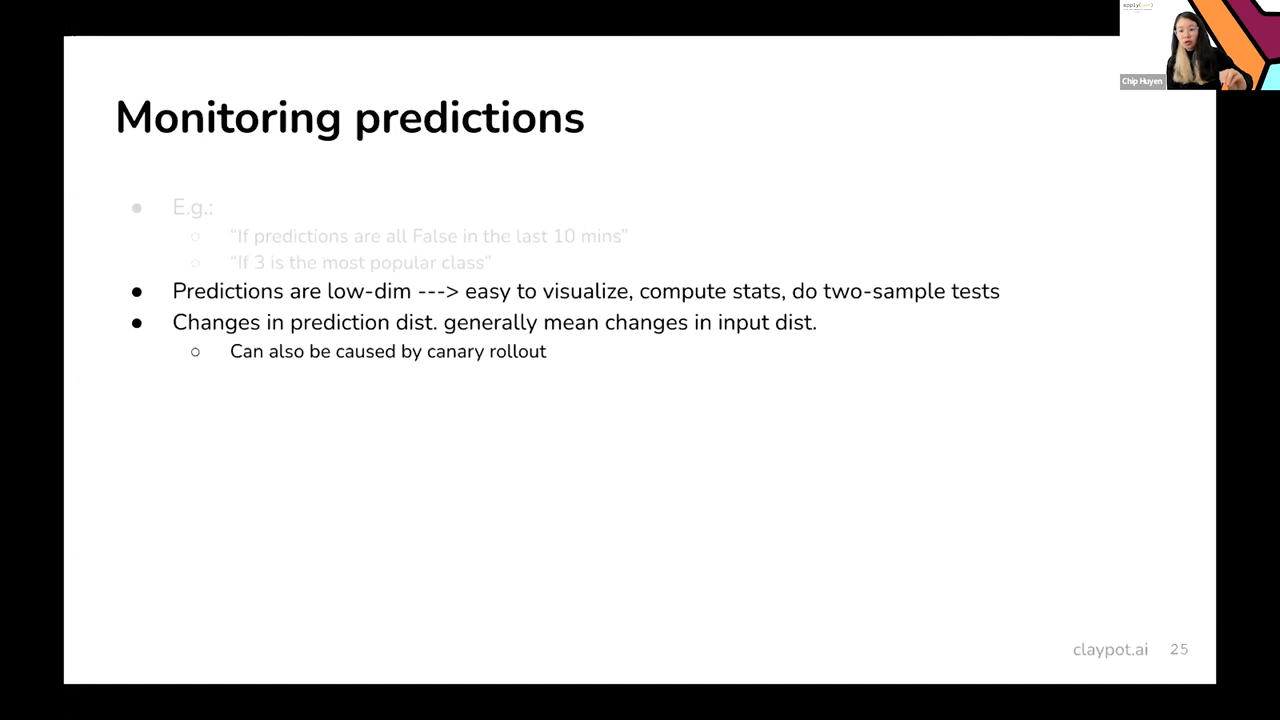 apply(conf)
Chip Huyen
Monitoring predictions
● E.g.:
○ “If predictions are all False in the last 10 mins”
○ “If 3 is the most popular class”
● Predictions are low-dim ---> easy to visualize, compute stats, do two-sample tests
● Changes in prediction dist. generally mean changes in input dist.
○ Can also be caused by canary rollout
claypot.ai 25